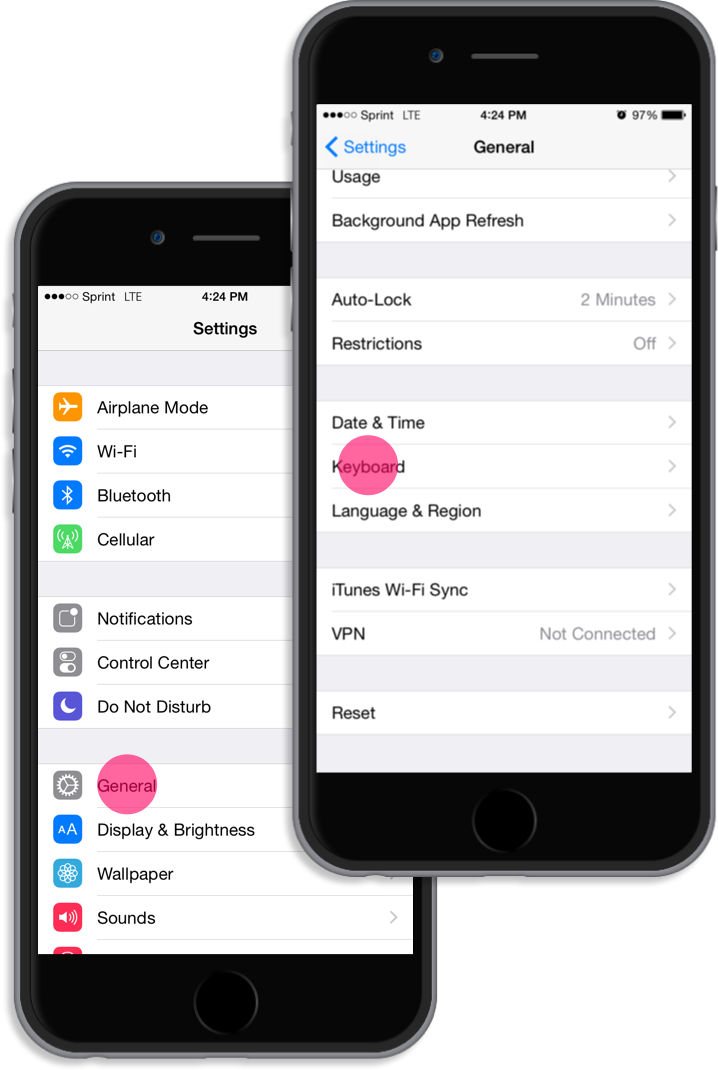 Sprint LTE 4:24 PM
Settings
Airplane Mode
Wi-Fi
Bluetooth
Cellular
Notifications
Control Center
Do Not Disturb
General
AA Display & Brightness
Wallpaper
Sounds
Sprint LTE 4:24 PM 97%
Settings General
Usage
Background App Refresh
Auto-Lock 2 Minutes
Restrictions Off
Date & Time
Keyboard
Language & Region
iTunes Wi-Fi Sync
VPN Not Connected
Reset